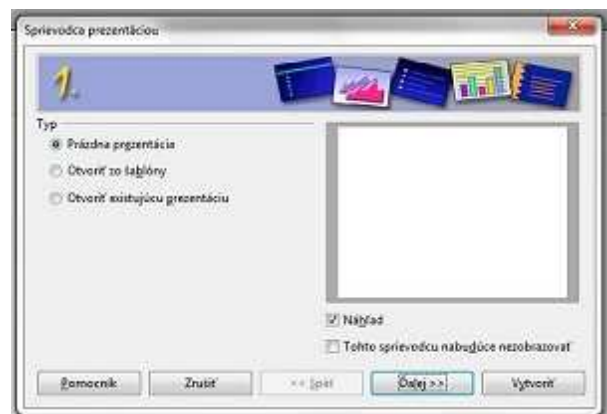 Sprievodca prezentáciou
1.
Typ
Prázdna prezentácia
Otvoriť zo šablóny
Otvoriť existujúcu prezentáciu
Náhľad
Tohto sprievodcu nabudúce nezobrazovať
Pomocník
Zrušiť
<< Späť
Ďalej >>
Vytvoriť